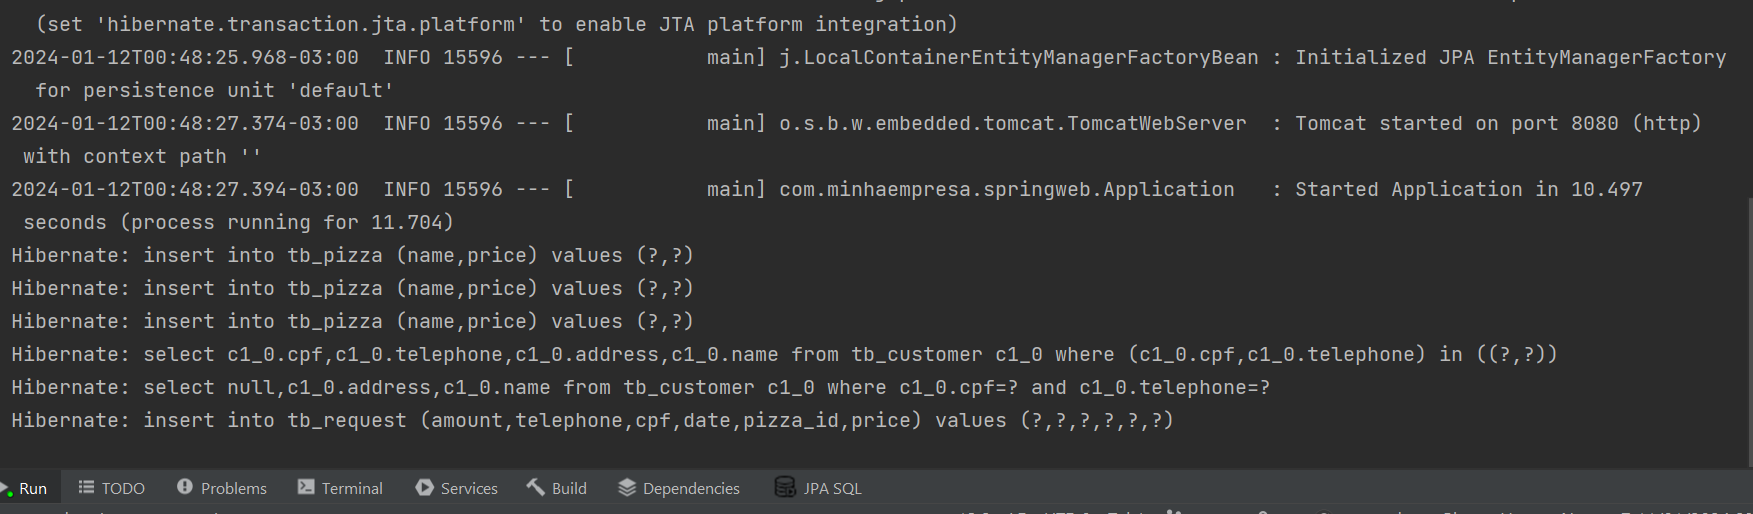 (set 'hibernate.transaction.jta.platform' to enable JTA platform integration)
2024-01-12T00:48:25.968-03:00  INFO 15596 --- [           main] j.LocalContainerEntityManagerFactoryBean : Initialized JPA EntityManagerFactory
for persistence unit 'default'
2024-01-12T00:48:27.374-03:00  INFO 15596 --- [           main] o.s.b.w.embedded.tomcat.TomcatWebServer  : Tomcat started on port 8080 (http)
with context path ''
2024-01-12T00:48:27.394-03:00  INFO 15596 --- [           main] com.minhaempresa.springweb.Application   : Started Application in 10.497
seconds (process running for 11.704)
Hibernate: insert into tb_pizza (name,price) values (?,?)
Hibernate: insert into tb_pizza (name,price) values (?,?)
Hibernate: insert into tb_pizza (name,price) values (?,?)
Hibernate: select c1_0.cpf,c1_0.telephone,c1_0.address,c1_0.name from tb_customer c1_0 where (c1_0.cpf,c1_0.telephone) in ((?,?))
Hibernate: select null,c1_0.address,c1_0.name from tb_customer c1_0 where c1_0.cpf=? and c1_0.telephone=?
Hibernate: insert into tb_request (amount,telephone,cpf,date,pizza_id,price) values (?,?,?,?,?,?)
Run TODO Problems Terminal Services Build Dependencies JPA SQL